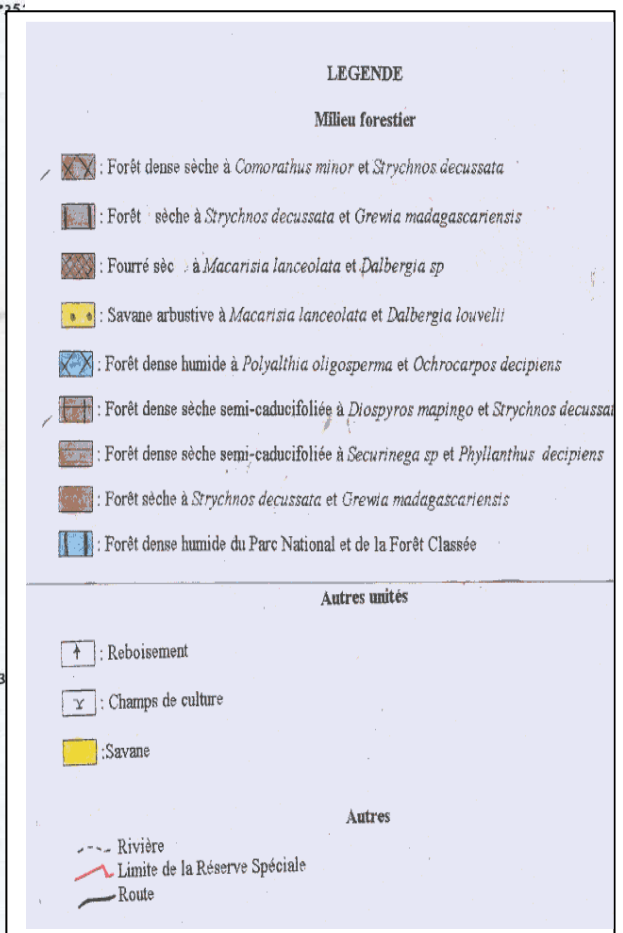 LEGENDE
Milieu forestier
: Forêt dense sèche à Comorathus minor et Strychnos decussata
: Forêt sèche à Strychnos decussata et Grewia madagascariensis
: Fourré sèc à Macarisia lanceolata et Dalbergia sp
: Savane arbustive à Macarisia lanceolata et Dalbergia louvelii
: Forêt dense humide à Polyalthia oligosperma et Ochrocarpos decipiens
: Forêt dense sèche semi-caducifoliée à Diospyros mapingo et Strychnos decussat
: Forêt dense sèche semi-caducifoliée à Securinega sp et Phyllanthus decipiens
: Forêt sèche à Strychnos decussata et Grewia madagascariensis
: Forêt dense humide du Parc National et de la Forêt Classée
Autres unités
: Reboisement
: Champs de culture
:Savane
Autres
Rivière
Limite de la Réserve Spéciale
Route